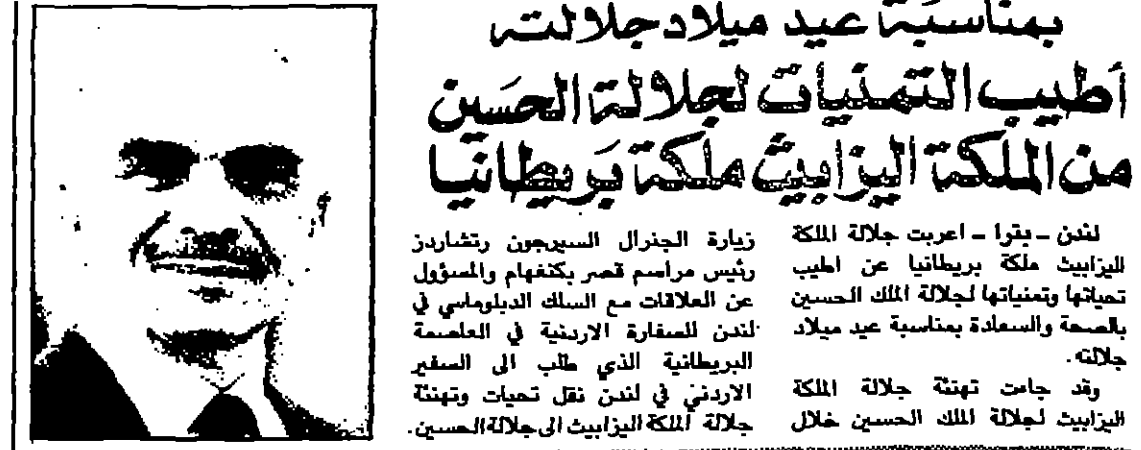 بمناسبة عيد ميلاد جلالته
أطيب التمنيات لجلالة الحسين
من الملكة اليزابيث ملكة بريطانيا
لندن ـ بترا ـ اعربت جلالة الملكة
اليزابيث ملكة بريطانيا عن اطيب
تحياتها وتمنياتها لجلالة الملك الحسين
بالصحة والسعادة بمناسبة عيد ميلاد
جلالته.
وقد جاءت تهنئة جلالة الملكة
اليزابيث لجلالة الملك الحسين خلال
زيارة الجنرال السيرجون رتشاردز
رئيس مراسم قصر بكنغهام والمسؤول
عن العلاقات مع السلك الدبلوماسي في
لندن للسفارة الاردنية في العاصمة
البريطانية الذي طلب الى السفير
الاردني في لندن نقل تحيات وتهنئة
جلالة الملكة اليزابيث الى جلالة الحسين.